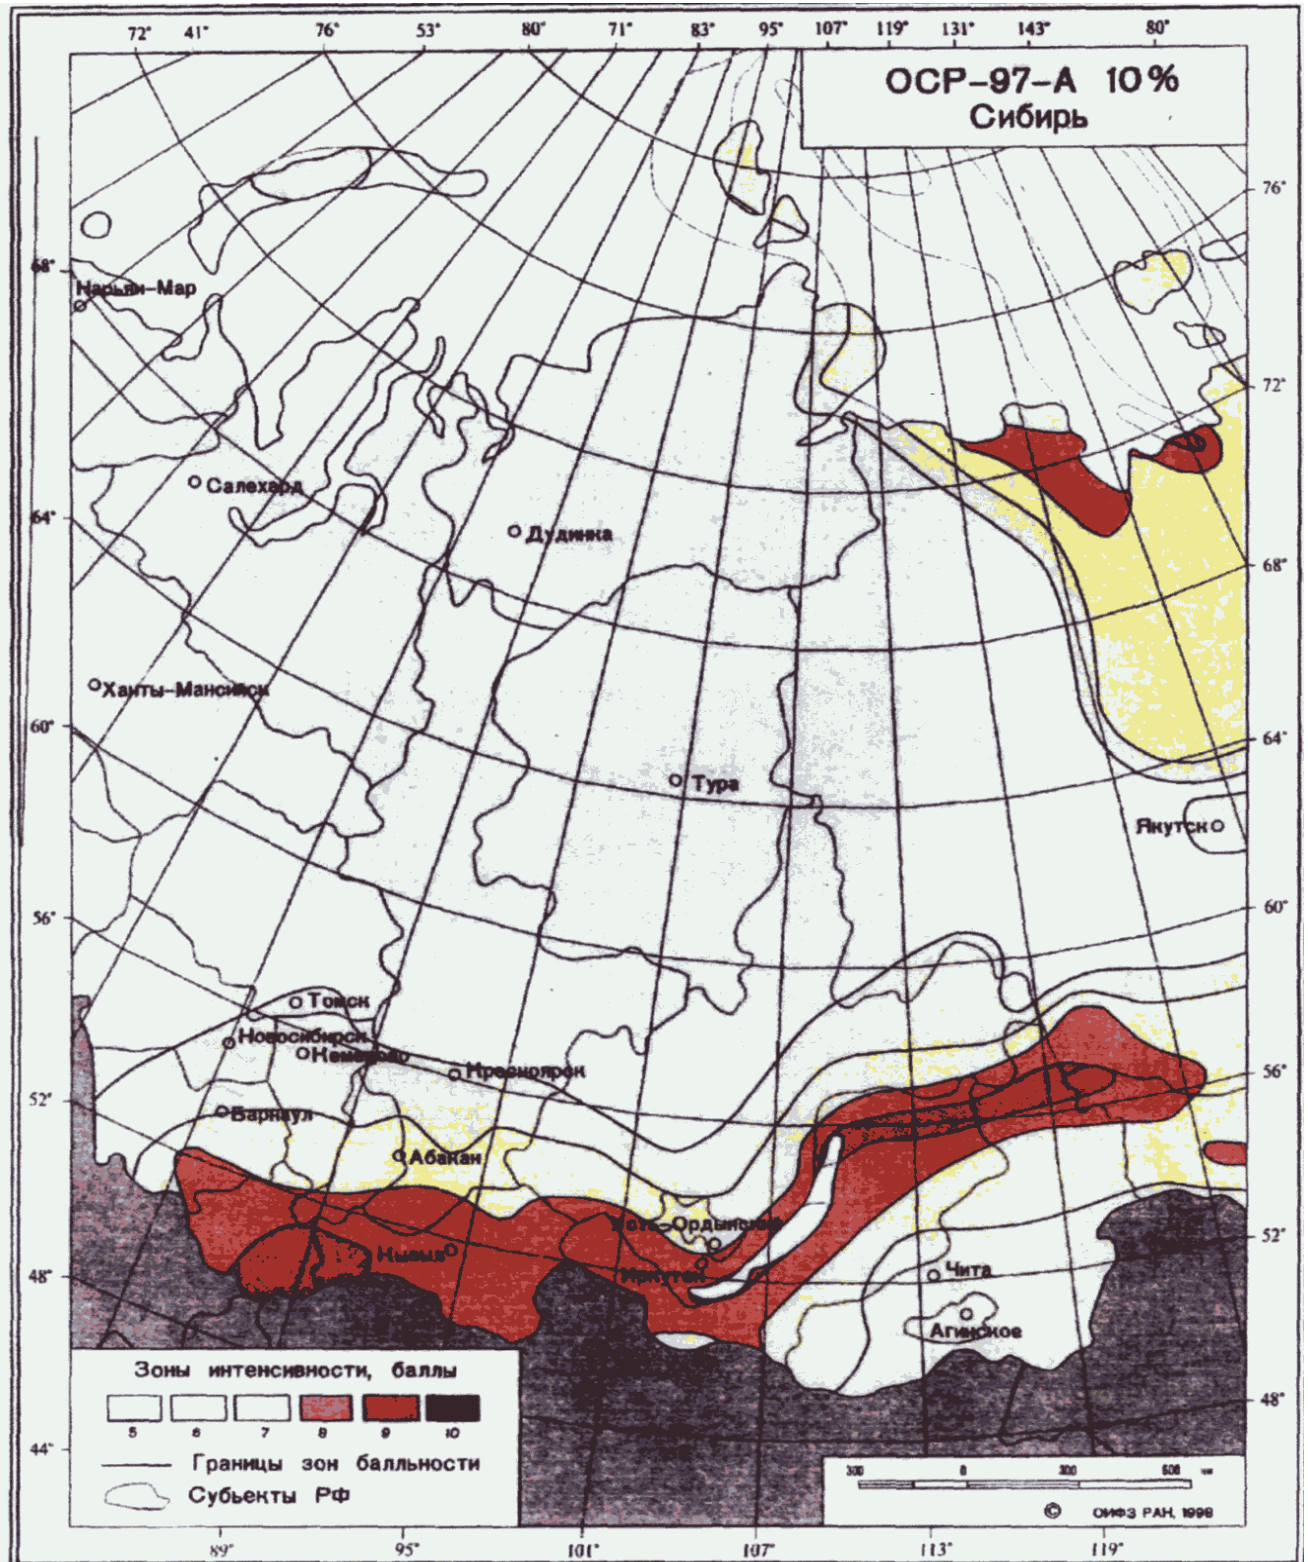 72° 41° 76° 53° 80° 71° 83° 95° 107° 119° 131° 143° 80°
ОСР-97-А 10%
Сибирь
76°
68°
Нарьян-Мар
72°
Салехард
64°
Дудинка
68°
Ханты-Мансийск
60°
64°
Тура
Якутск
56°
60°
Томск
Новосибирск
Кемерово
Красноярск
56°
52°
Барнаул
Абакан
Усть-Ордынский
52°
Кызыл
Иркутск
48°
Чита
Агинское
Зоны интенсивности, баллы
5 6 7 8 9 10
48°
44°
Границы зон балльности
Субьекты РФ
300 0 300 600 км
© ОИФЗ РАН, 1998
89° 95° 101° 107° 113° 119°